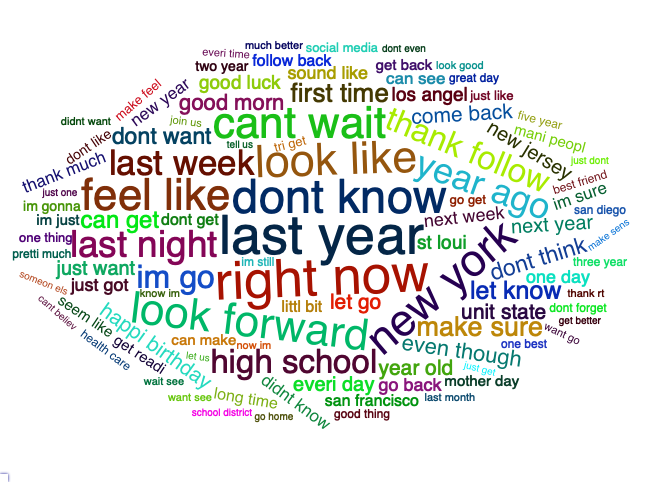 much better
social media
dont even
everi time
two year
follow back
get back
look good
make feel
new year
good luck
sound like
can see
great day
good morn
first time
los angel
just like
didnt want
join us
cant wait
thank follow
come back
five year
mani peopl
dont like
dont want
tell us
tri get
new jersey
just dont
thank much
last week
look like
year ago
best friend
just one
feel like
dont know
go get
im sure
im gonna
im just
can get
dont get
next week
next year
san diego
one thing
last night
last year
st loui
new york
dont think
make sens
pretti much
just want
im still
one day
three year
someon els
just got
im go
right now
let know
thank rt
know im
littl bit
let go
unit state
dont forget
cant believ
seem like
happi birthday
look forward
make sure
get better
want go
health care
get readi
can make
now im
even though
one best
let us
high school
year old
just get
wait see
didnt know
everi day
go back
mother day
want see
long time
san francisco
last month
school district
go home
good thing